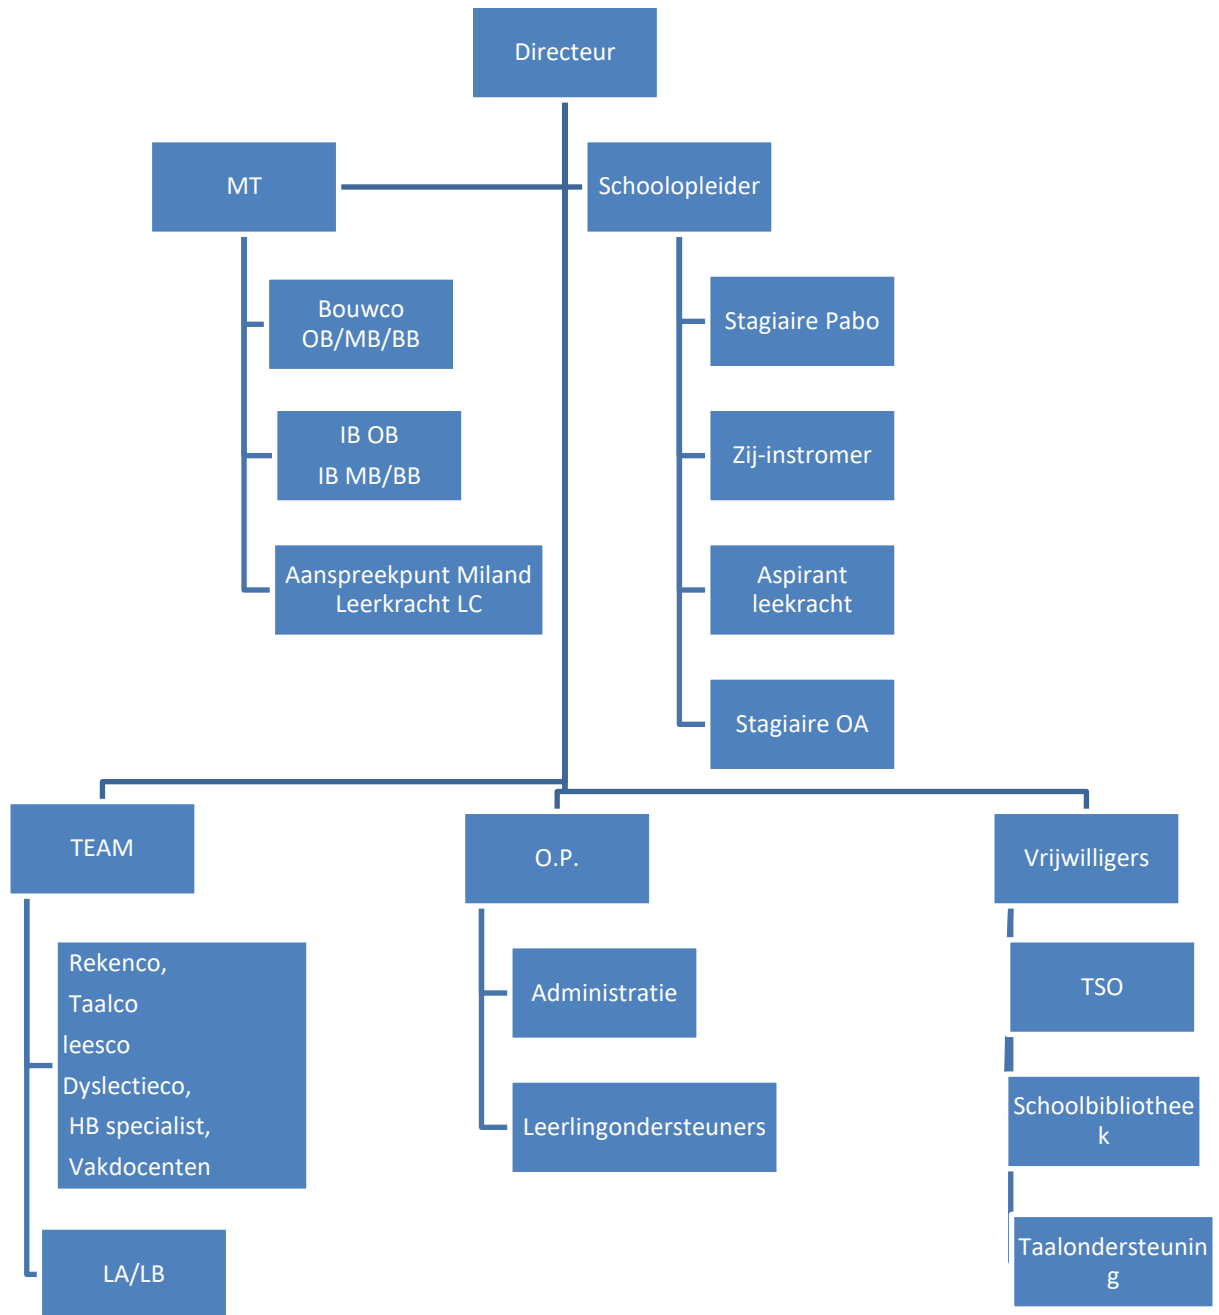 Directeur
MT
Schoolopleider
Bouwco
OB/MB/BB
IB OB
IB MB/BB
Aanspreekpunt Miland
Leerkracht LC
Stagiaire Pabo
Zij-instromer
Aspirant
leekracht
Stagiaire OA
TEAM
Rekenco,
Taalco
leesco
Dyslectieco,
HB specialist,
Vakdocenten
LA/LB
O.P.
Administratie
Leerlingondersteuners
Vrijwilligers
TSO
Schoolbibliothee
k
Taalondersteunin
g